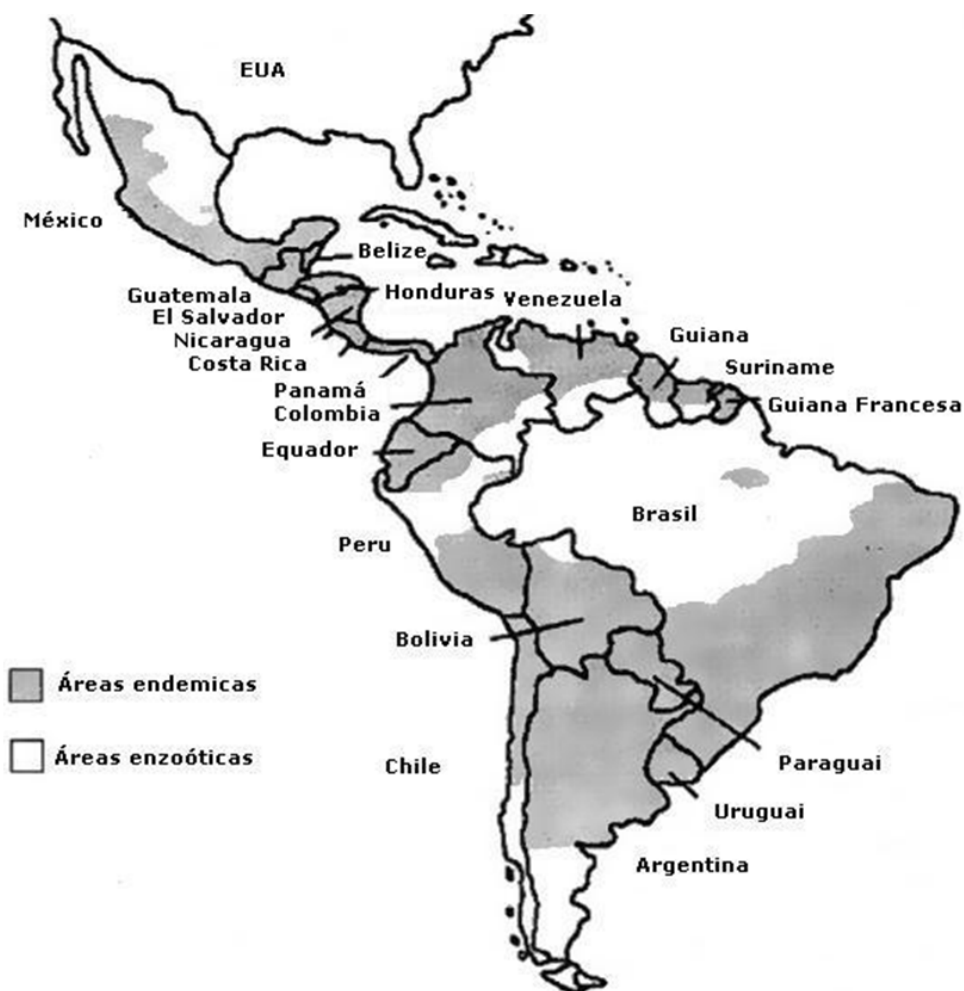 EUA
México
Belize
Guatemala
Honduras
Venezuela
El Salvador
Nicaragua
Costa Rica
Guiana
Suriname
Panamá
Colombia
Guiana Francesa
Equador
Brasil
Peru
Bolivia
Áreas endemicas
Áreas enzoóticas
Chile
Paraguai
Uruguai
Argentina